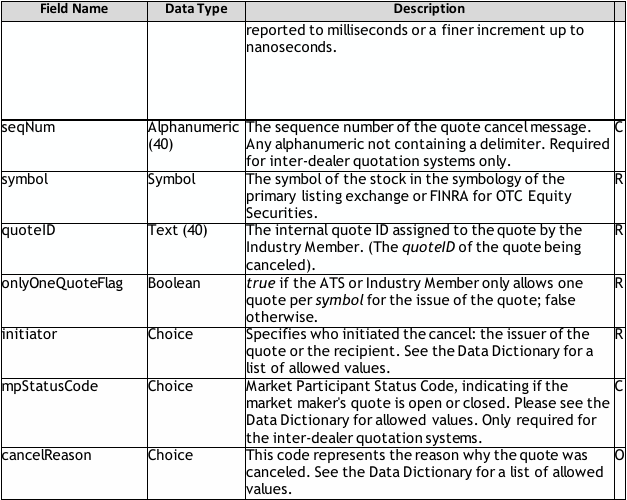 Field Name Data Type Description
reported to milliseconds or a finer increment up to
nanoseconds.
seqNum Alphanumeric The sequence number of the quote cancel message. C
(40) Any alphanumeric not containing a delimiter. Required
for inter-dealer quotation systems only.
symbol Symbol The symbol of the stock in the symbology of the R
primary listing exchange or FINRA for OTC Equity
Securities.
quoteID Text (40) The internal quote ID assigned to the quote by the R
Industry Member. (The quoteID of the quote being
canceled).
onlyOneQuoteFlag Boolean true if the ATS or Industry Member only allows one R
quote per symbol for the issue of the quote; false
otherwise.
initiator Choice Specifies who initiated the cancel: the issuer of the R
quote or the recipient. See the Data Dictionary for a
list of allowed values.
mpStatusCode Choice Market Participant Status Code, indicating if the C
market maker's quote is open or closed. Please see the
Data Dictionary for allowed values. Only required for
the inter-dealer quotation systems.
cancelReason Choice This code represents the reason why the quote was O
canceled. See the Data Dictionary for a list of allowed
values.